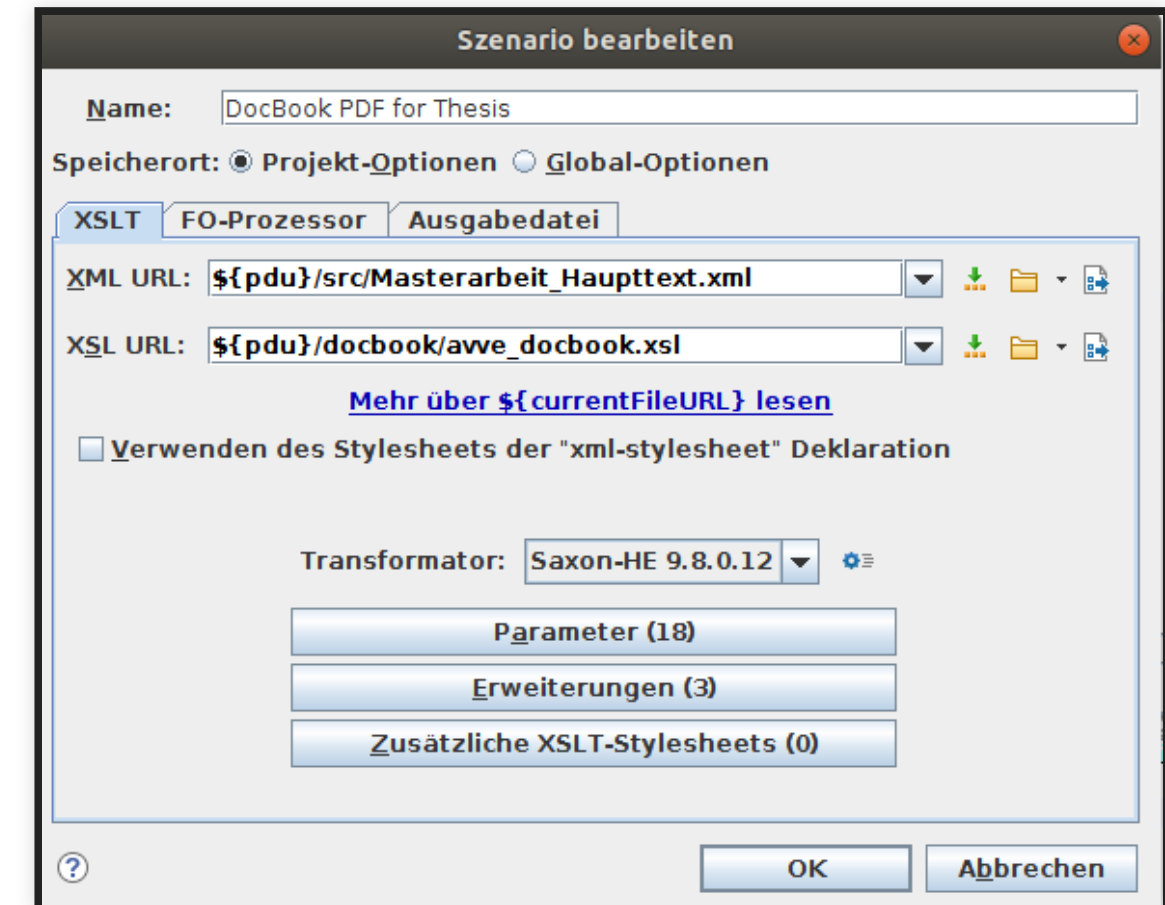 Szenario bearbeiten
Name: DocBook PDF for Thesis
Speicherort: Projekt-Optionen Global-Optionen
XSLT FO-Prozessor Ausgabedatei
XML URL: ${pdu}/src/Masterarbeit_Haupttext.xml
XSL URL: ${pdu}/docbook/avve_docbook.xsl
Mehr über ${currentFileURL} lesen
Verwenden des Stylesheets der "xml-stylesheet" Deklaration
Transformator: Saxon-HE 9.8.0.12
Parameter (18)
Erweiterungen (3)
Zusätzliche XSLT-Stylesheets (0)
? OK Abbrechen